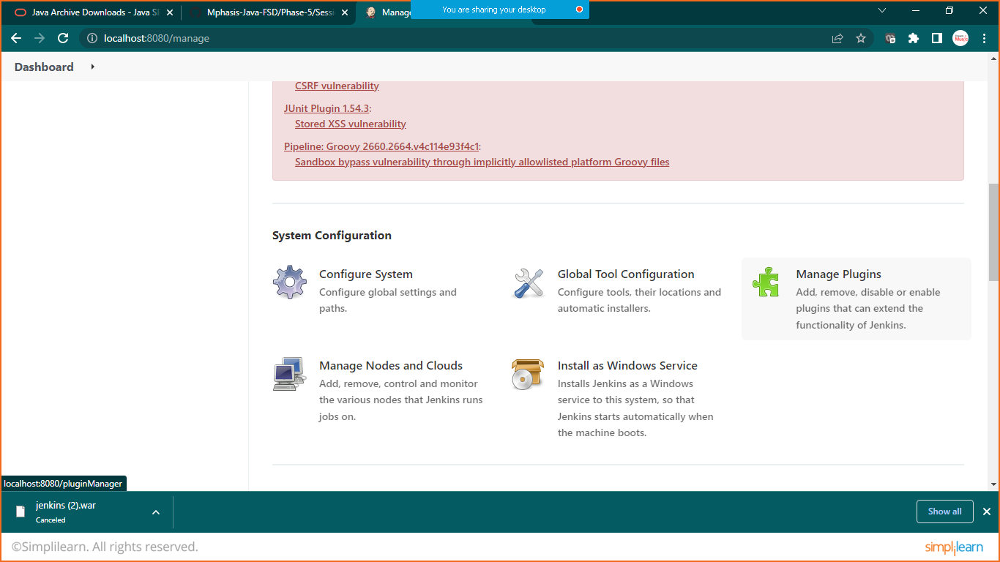 Java Archive Downloads - Java SE
Mphasis-Java-FSD/Phase-5/Sessi
Manage
You are sharing your desktop
localhost:8080/manage
Dashboard
CSRF vulnerability
JUnit Plugin 1.54.3:
Stored XSS vulnerability
Pipeline: Groovy 2660.2664.v4c114e93f4c1:
Sandbox bypass vulnerability through implicitly allowlisted platform Groovy files
System Configuration
Configure System
Configure global settings and
paths.
Global Tool Configuration
Configure tools, their locations and
automatic installers.
Manage Plugins
Add, remove, disable or enable
plugins that can extend the
functionality of Jenkins.
Manage Nodes and Clouds
Add, remove, control and monitor
the various nodes that Jenkins runs
jobs on.
Install as Windows Service
Installs Jenkins as a Windows
service to this system, so that
Jenkins starts automatically when
the machine boots.
localhost:8080/pluginManager
jenkins (2).war
Canceled
Show all
©Simplilearn. All rights reserved.
simplilearn